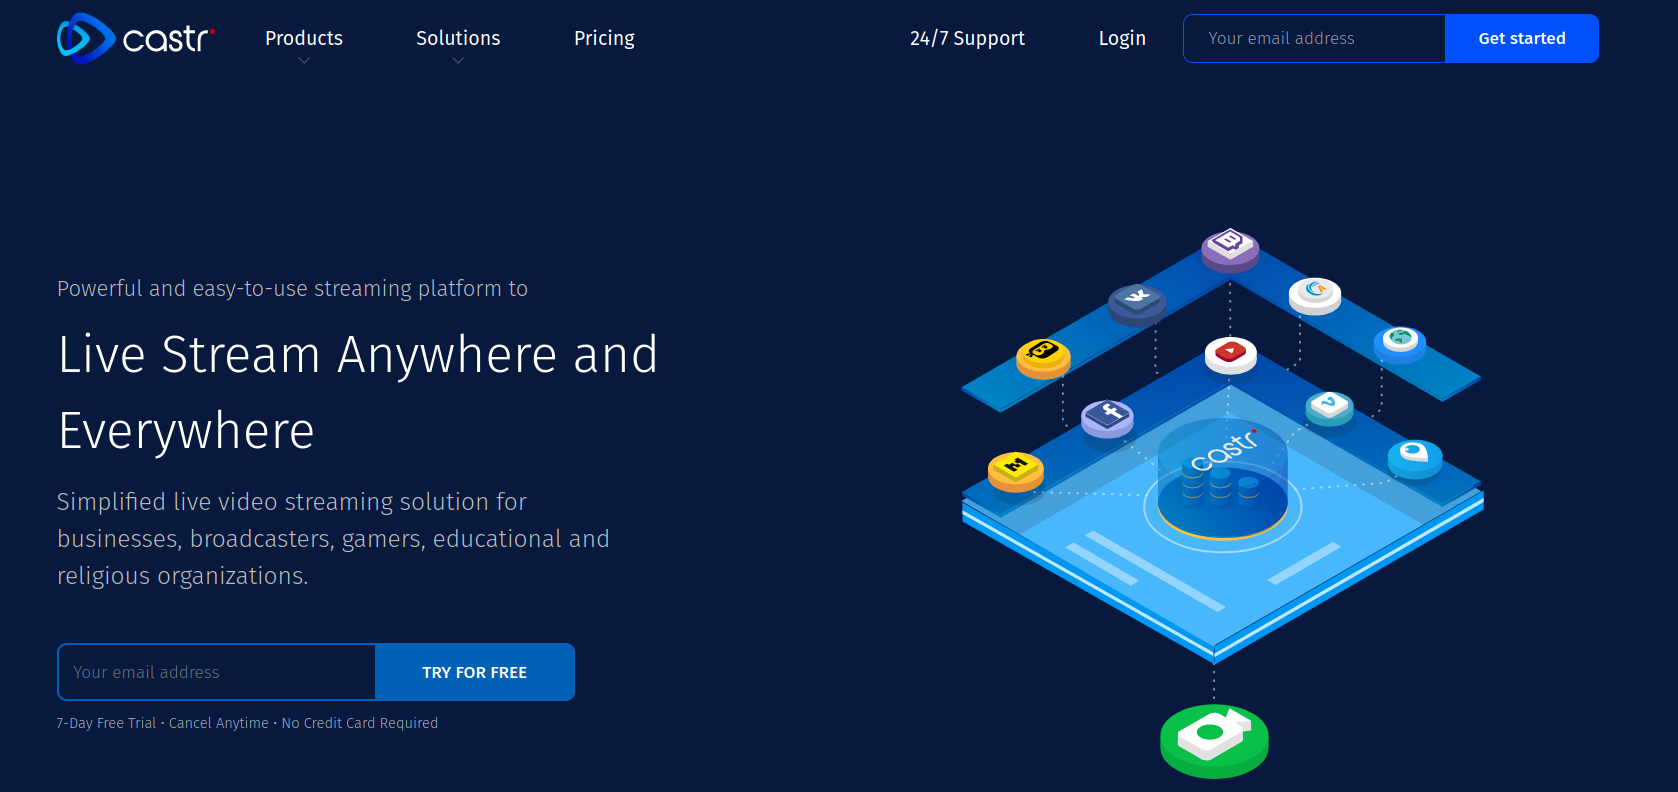 castr
Products
Solutions
Pricing
24/7 Support
Login
Your email address
Get started
Powerful and easy-to-use streaming platform to
Live Stream Anywhere and
Everywhere
Simplified live video streaming solution for
businesses, broadcasters, gamers, educational and
religious organizations.
Your email address
TRY FOR FREE
7-Day Free Trial • Cancel Anytime • No Credit Card Required
castr